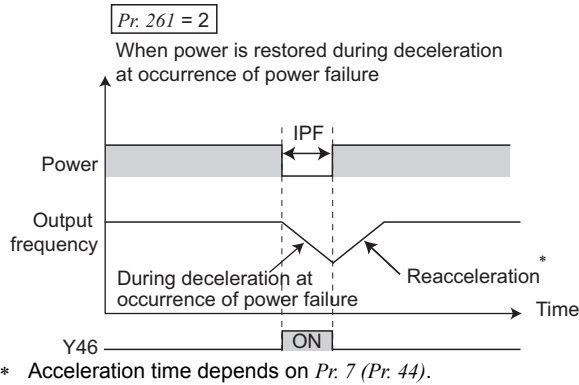 Pr. 261 = 2
When power is restored during deceleration
at occurrence of power failure
IPF
Power
Output
frequency
During deceleration at
occurrence of power failure
Reacceleration*
Time
Y46
ON
* Acceleration time depends on Pr. 7 (Pr. 44).